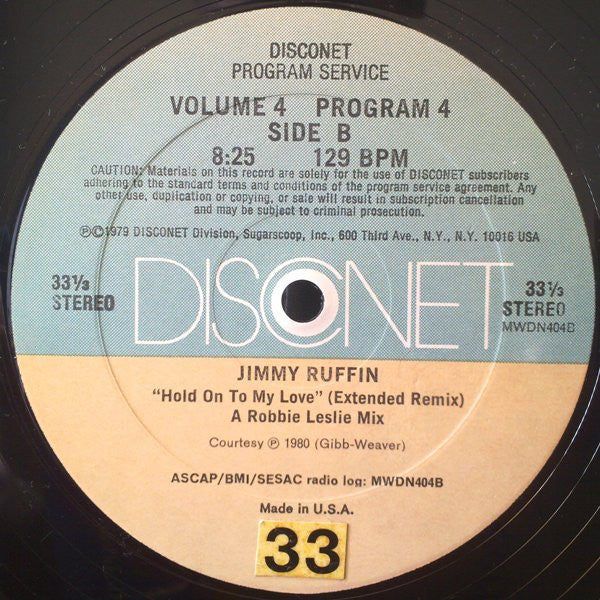 DISCONET
PROGRAM SERVICE
VOLUME 4 PROGRAM 4
SIDE B
8:25 129 BPM
CAUTION: Materials on this record are solely for the use of DISCONET subscribers
adhering to the standard terms and conditions of the program service agreement. Any
other use, duplication or copying, or sale will result in subscription cancellation
and may be subject to criminal prosecution.
Ⓟ©1979 DISCONET Division, Sugarscoop, Inc., 600 Third Ave., N.Y., N.Y. 10016 USA
33⅓
STEREO
DISCONET
33⅓
STEREO
MWDN404B
JIMMY RUFFIN
“Hold On To My Love” (Extended Remix)
A Robbie Leslie Mix
Courtesy Ⓟ 1980 (Gibb-Weaver)
ASCAP/BMI/SESAC radio log: MWDN404B
Made in U.S.A.
33